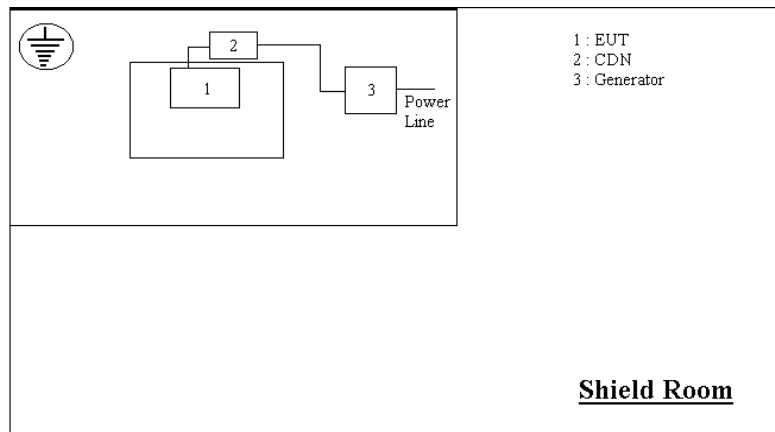 2
1
3
Power
Line
1 : EUT
2 : CDN
3 : Generator
Shield Room